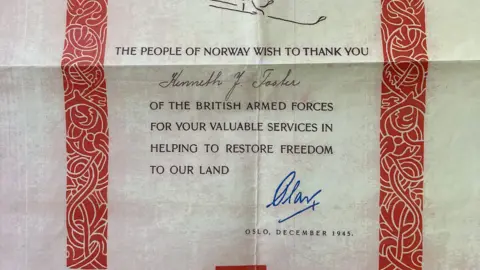 THE PEOPLE OF NORWAY WISH TO THANK YOU
Kenneth J. Foster
OF THE BRITISH ARMED FORCES
FOR YOUR VALUABLE SERVICES IN
HELPING TO RESTORE FREEDOM
TO OUR LAND
Olav
OSLO, DECEMBER 1945.